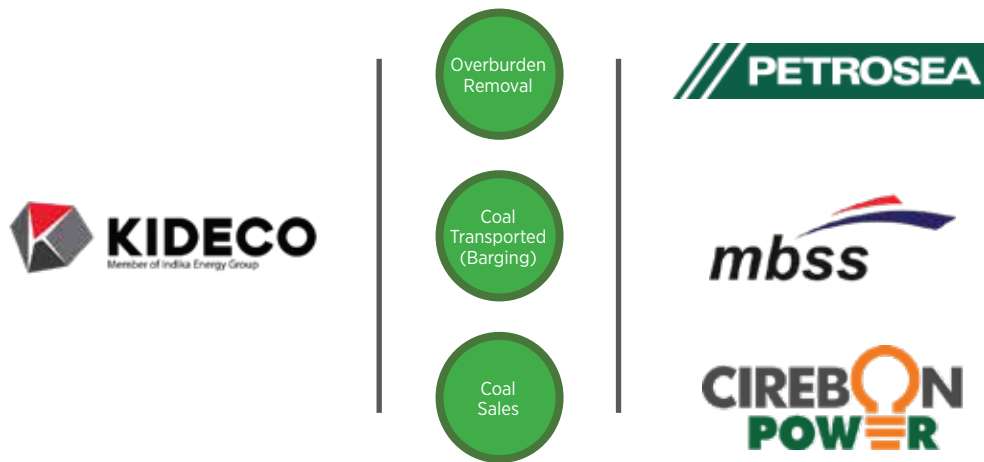 KIDECO
Member of Indika Energy Group
Overburden
Removal
Coal
Transported
(Barging)
Coal
Sales
PETROSEA
mbss
CIREBON
POWER